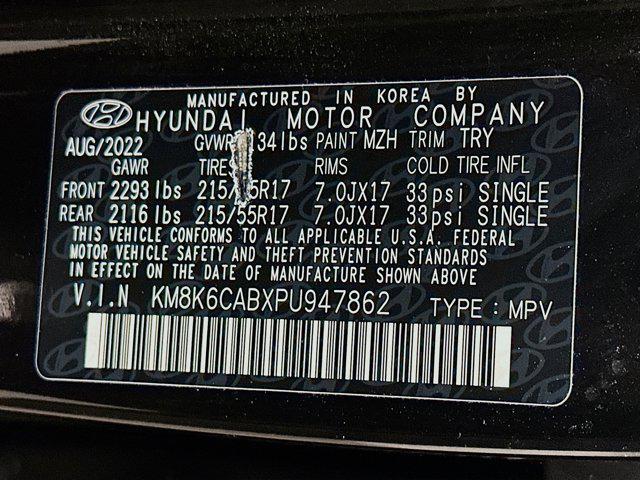 MANUFACTURED IN KOREA BY
HYUNDAI MOTOR COMPANY
AUG/2022 PAINT MZH TRIM TRY
GAWR TIRES RIMS COLD TIRE INFL
FRONT 2293 lbs 7.0JX17 33psi SINGLE
REAR 2116 lbs 215/55R17 7.0JX17 33psi SINGLE
THIS VEHICLE CONFORMS TO ALL APPLICABLE U.S.A. FEDERAL
MOTOR VEHICLE SAFETY AND THEFT PREVENTION STANDARDS
IN EFFECT ON THE DATE OF MANUFACTURE SHOWN ABOVE.
V.I.N KM8K6CABXPU947862 TYPE : MPV